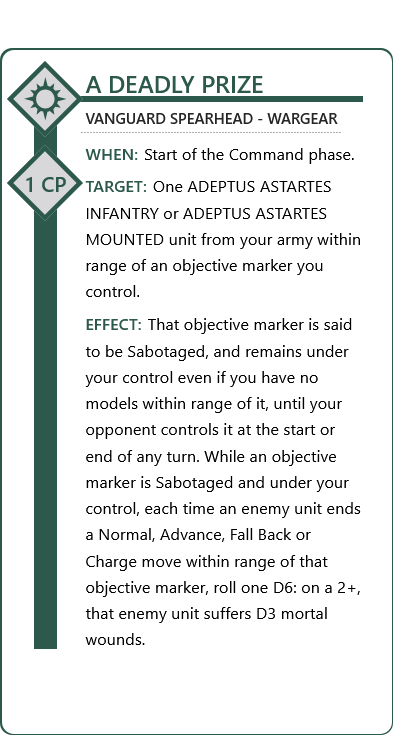 A DEADLY PRIZE
VANGUARD SPEARHEAD - WARGEAR
WHEN: Start of the Command phase.
1 CP
TARGET: One ADEPTUS ASTARTES
INFANTRY or ADEPTUS ASTARTES
MOUNTED unit from your army within
range of an objective marker you
control.
EFFECT: That objective marker is said
to be Sabotaged, and remains under
your control even if you have no
models within range of it, until your
opponent controls it at the start or
end of any turn. While an objective
marker is Sabotaged and under your
control, each time an enemy unit ends
a Normal, Advance, Fall Back or
Charge move within range of that
objective marker, roll one D6: on a 2+,
that enemy unit suffers D3 mortal
wounds.